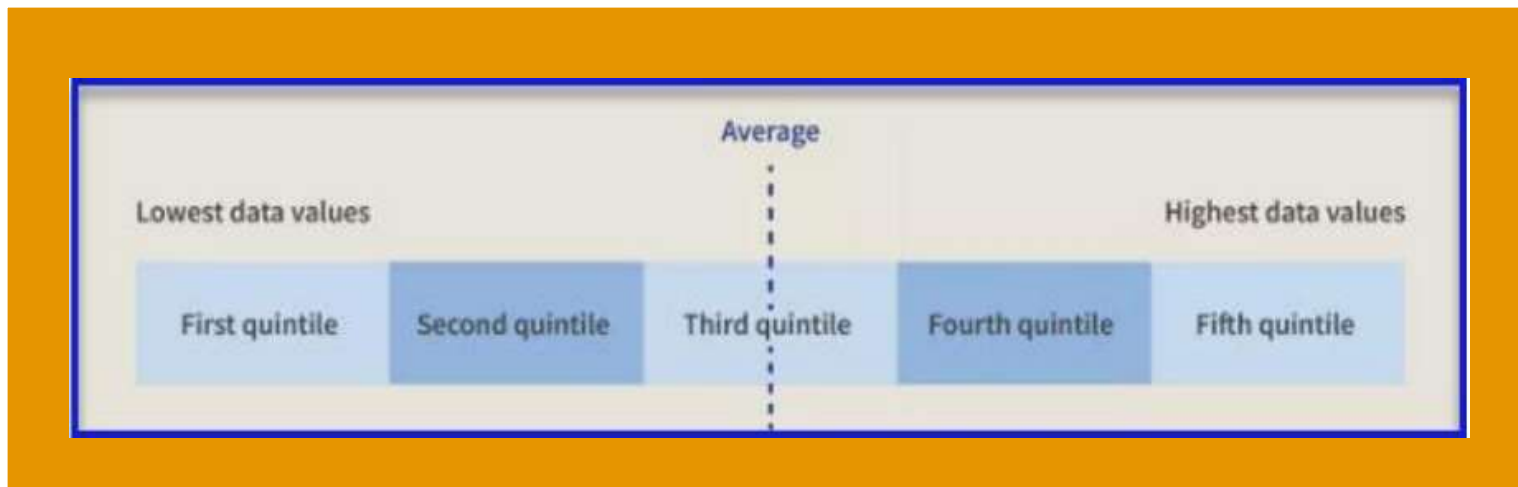 Average
Lowest data values
Highest data values
First quintile
Second quintile
Third quintile
Fourth quintile
Fifth quintile